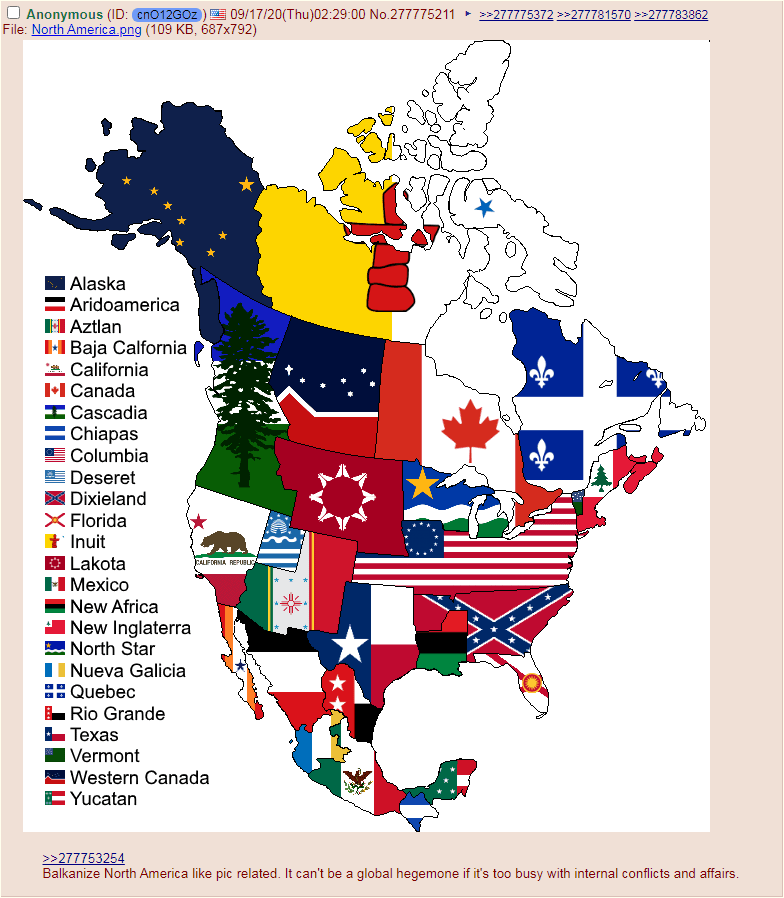 Anonymous (ID: cnO12GOz) 09/17/20(Thu)02:29:00 No.277775211 ▸ >>277775372 >>277781570 >>277783862
File: North America.png (109 KB, 687x792)
Alaska
Aridoamerica
Aztlan
Baja Calfornia
California
Canada
Cascadia
Chiapas
Columbia
Deseret
Dixieland
Florida
Inuit
Lakota
Mexico
New Africa
New Inglaterra
North Star
Nueva Galicia
Quebec
Rio Grande
Texas
Vermont
Western Canada
Yucatan
CALIFORNIA REPUBLIC
>>277753254
Balkanize North America like pic related. It can't be a global hegemone if it's too busy with internal conflicts and affairs.